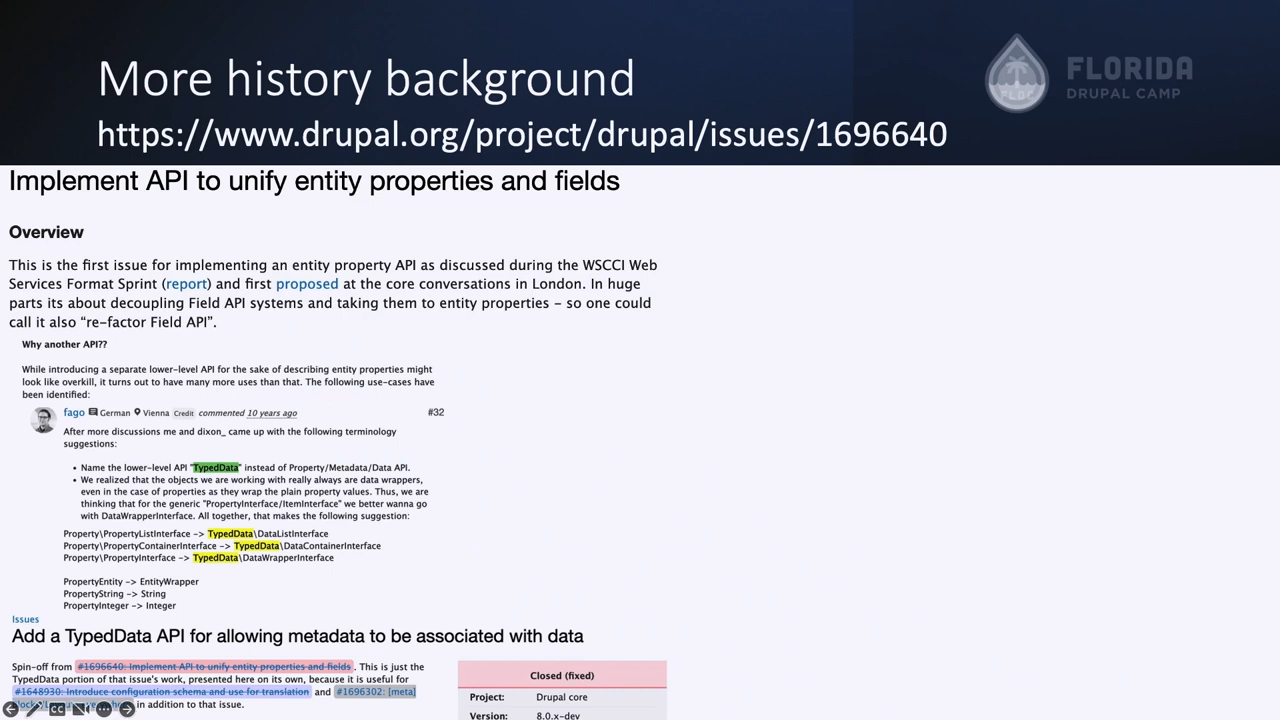 More history background
https://www.drupal.org/project/drupal/issues/1696640
FLORIDA
DRUPAL CAMP
FLDC
Implement API to unify entity properties and fields
Overview
This is the first issue for implementing an entity property API as discussed during the WSCCI Web
Services Format Sprint (report) and first proposed at the core conversations in London. In huge
parts its about decoupling Field API systems and taking them to entity properties – so one could
call it also “re-factor Field API”.
Why another API??
While introducing a separate lower-level API for the sake of describing entity properties might
look like overkill, it turns out to have many more uses than that. The following use-cases have
been identified:
fago German Vienna Credit commented 10 years ago #32
After more discussions me and dixon_ came up with the following terminology
suggestions:
• Name the lower-level API "TypedData" instead of Property/Metadata/Data API.
• We realized that the objects we are working with really always are data wrappers,
even in the case of properties as they wrap the plain property values. Thus, we are
thinking that for the generic "PropertyInterface/ItemInterface" we better wanna go
with DataWrapperInterface. All together, that makes the following suggestion:
Property\PropertyListInterface -> TypedData\DataListInterface
Property\PropertyContainerInterface -> TypedData\DataContainerInterface
Property\PropertyInterface -> TypedData\DataWrapperInterface
PropertyEntity -> EntityWrapper
PropertyString -> String
PropertyInteger -> Integer
Issues
Add a TypedData API for allowing metadata to be associated with data
Spin-off from #1696640: Implement API to unify entity properties and fields . This is just the
TypedData portion of that issue's work, presented here on its own, because it is useful for
#1648930: Introduce configuration schema and use for translation and #1696302: [meta]
in addition to that issue.
Closed (fixed)
Project: Drupal core
Version: 8.0.x-dev
CC